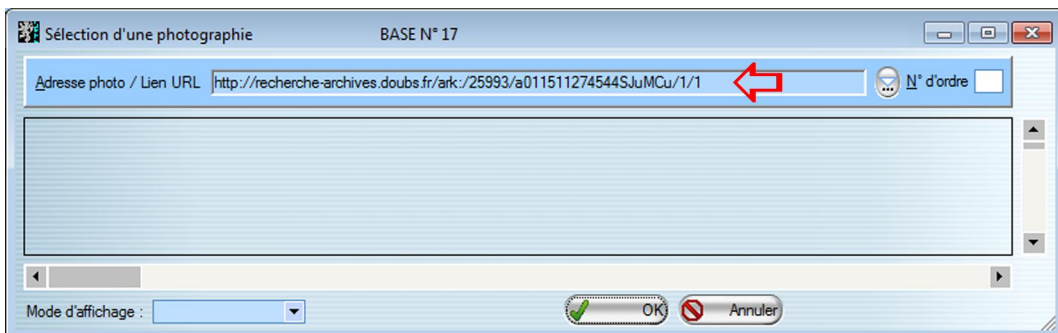 Sélection d'une photographie BASE N° 17
Adresse photo / Lien URL http://recherche-archives.doubs.fr/ark:/25993/a011511274544SJuMCu/1/1 ... N° d'ordre
Mode d'affichage : OK Annuler